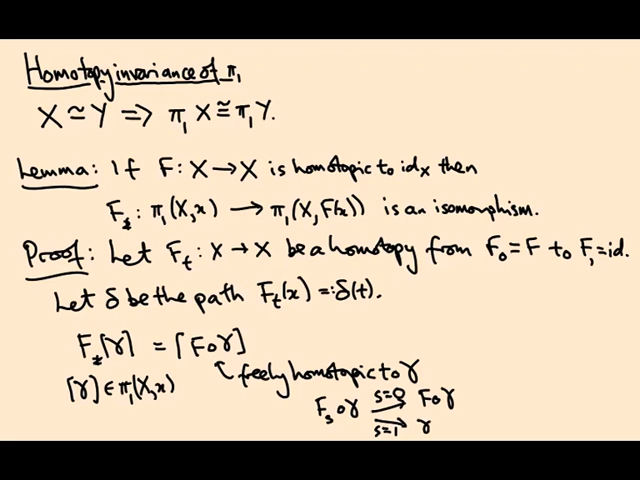 Homotopy invariance of π₁
X ≃ Y ⇒ π₁X ≅ π₁Y.
Lemma: If F: X → X is homotopic to id_X then
F_*: π₁(X,x) → π₁(X,F(x)) is an isomorphism.
Proof: Let F_t: X → X be a homotopy from F₀ = F to F₁ = id.
Let δ be the path F_t(x) =: δ(t).
F_*[γ] = [F∘γ]
[γ] ∈ π₁(X,x)
freely homotopic to γ
F_s∘γ s=0 → F∘γ
s=1 → γ